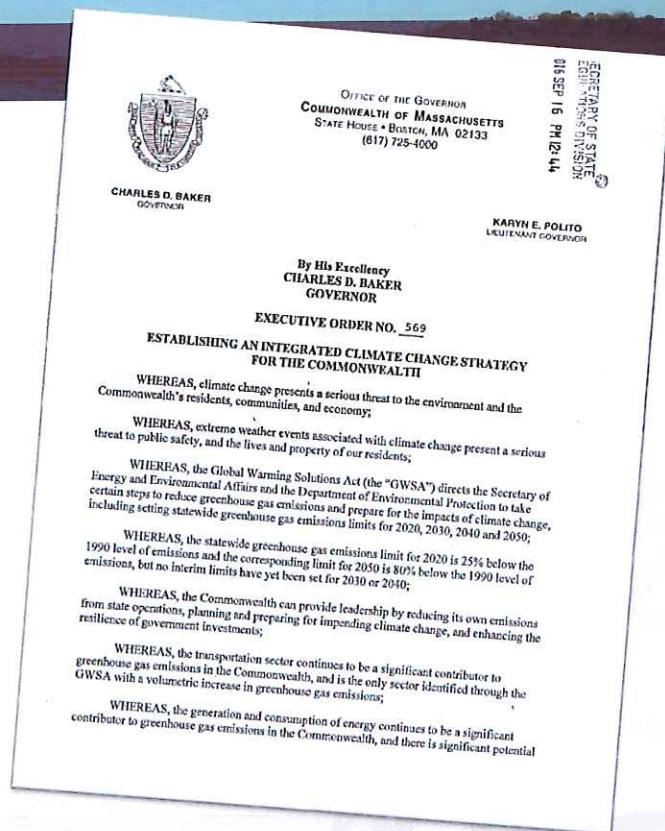 OFFICE OF THE GOVERNOR
COMMONWEALTH OF MASSACHUSETTS
STATE HOUSE • BOSTON, MA 02133
(617) 725-4000
SECRETARY OF STATE
REGULATIONS DIVISION
016 SEP 16 PM 12:44
CHARLES D. BAKER
GOVERNOR
KARYN E. POLITO
LIEUTENANT GOVERNOR
By His Excellency
CHARLES D. BAKER
GOVERNOR
EXECUTIVE ORDER NO. 569
ESTABLISHING AN INTEGRATED CLIMATE CHANGE STRATEGY
FOR THE COMMONWEALTH
WHEREAS, climate change presents a serious threat to the environment and the
Commonwealth's residents, communities, and economy;
WHEREAS, extreme weather events associated with climate change present a serious
threat to public safety, and the lives and property of our residents;
WHEREAS, the Global Warming Solutions Act (the “GWSA”) directs the Secretary of
Energy and Environmental Affairs and the Department of Environmental Protection to take
certain steps to reduce greenhouse gas emissions and prepare for the impacts of climate change,
including setting statewide greenhouse gas emissions limits for 2020, 2030, 2040 and 2050;
WHEREAS, the statewide greenhouse gas emissions limit for 2020 is 25% below the
1990 level of emissions and the corresponding limit for 2050 is 80% below the 1990 level of
emissions, but no interim limits have yet been set for 2030 or 2040;
WHEREAS, the Commonwealth can provide leadership by reducing its own emissions
from state operations, planning and preparing for impending climate change, and enhancing the
resilience of government investments;
WHEREAS, the transportation sector continues to be a significant contributor to
greenhouse gas emissions in the Commonwealth, and is the only sector identified through the
GWSA with a volumetric increase in greenhouse gas emissions;
WHEREAS, the generation and consumption of energy continues to be a significant
contributor to greenhouse gas emissions in the Commonwealth, and there is significant potential